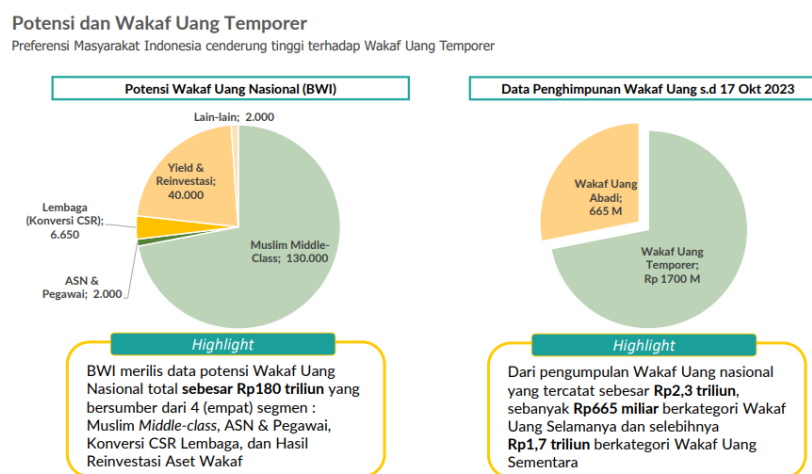 Potensi dan Wakaf Uang Temporer
Preferensi Masyarakat Indonesia cenderung tinggi terhadap Wakaf Uang Temporer
Potensi Wakaf Uang Nasional (BWI)
Lain-lain; 2.000
Yield &
Reinvestasi;
40.000
Lembaga
(Konversi CSR);
6.650
Muslim Middle-
Class; 130.000
ASN &
Pegawai; 2.000
Highlight
BWI merilis data potensi Wakaf Uang
Nasional total sebesar Rp180 triliun yang
bersumber dari 4 (empat) segmen :
Muslim Middle-class, ASN & Pegawai,
Konversi CSR Lembaga, dan Hasil
Reinvestasi Aset Wakaf
Data Penghimpunan Wakaf Uang s.d 17 Okt 2023
Wakaf Uang
Abadi;
665 M
Wakaf Uang
Temporer;
Rp 1700 M
Highlight
Dari pengumpulan Wakaf Uang nasional
yang tercatat sebesar Rp2,3 triliun,
sebanyak Rp665 miliar berkategori Wakaf
Uang Selamanya dan selebihnya
Rp1,7 triliun berkategori Wakaf Uang
Sementara